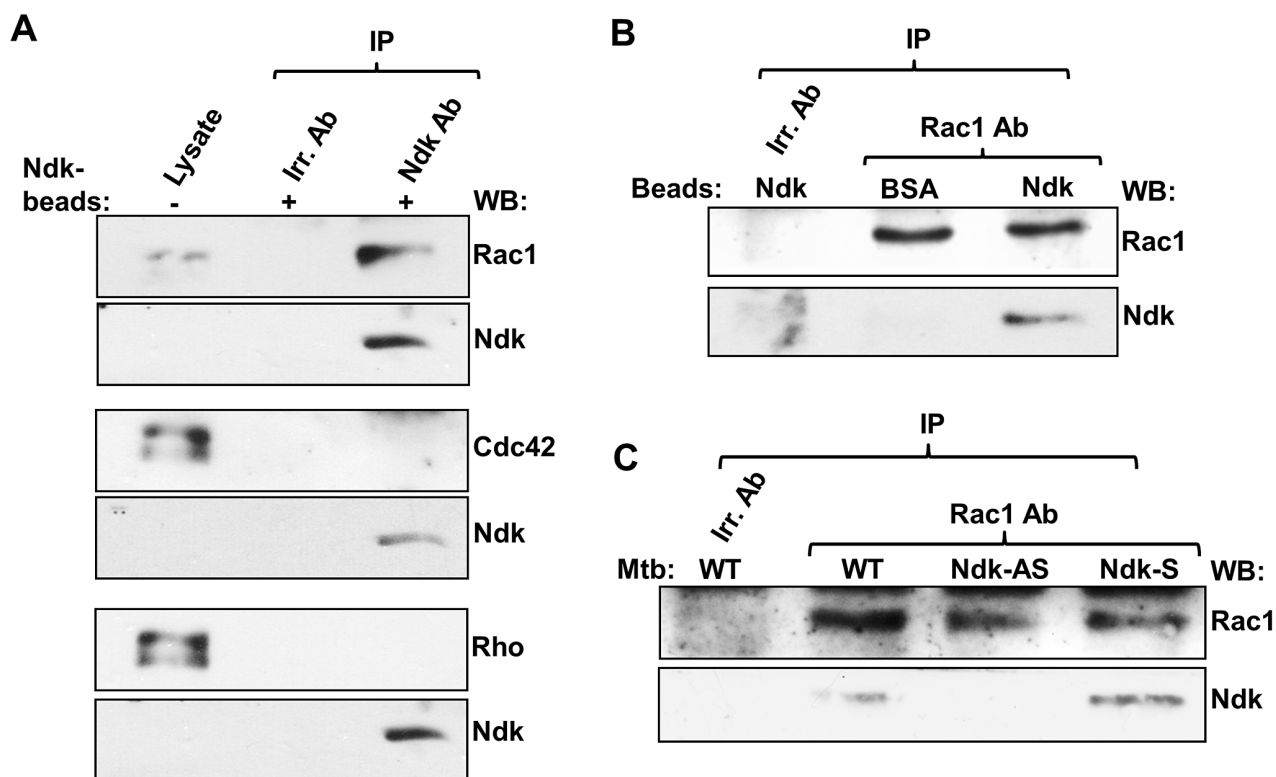 A
IP
Lysate
Irr. Ab
Ndk Ab
Ndk-
beads: - + + WB:
Rac1
Ndk
Cdc42
Ndk
Rho
Ndk
B
IP
Irr. Ab
Rac1 Ab
Beads: Ndk BSA Ndk WB:
Rac1
Ndk
C
IP
Irr. Ab
Rac1 Ab
Mtb: WT WT Ndk-AS Ndk-S WB:
Rac1
Ndk